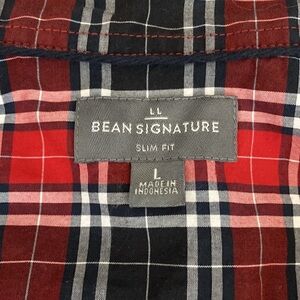 LL
BEAN SIGNATURE
SLIM FIT
L
MADE IN
INDONESIA